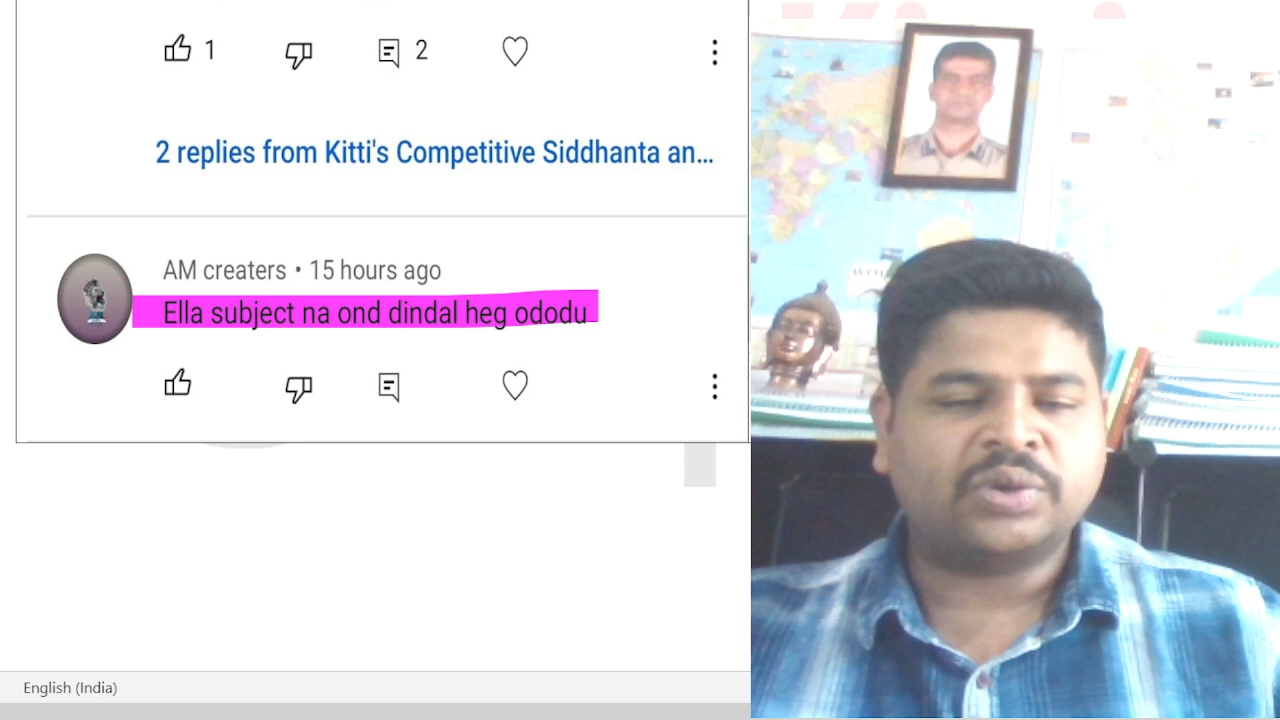 1
2
2 replies from Kitti's Competitive Siddhanta an...
AM creaters • 15 hours ago
Ella subject na ond dindal heg ododu
English (India)